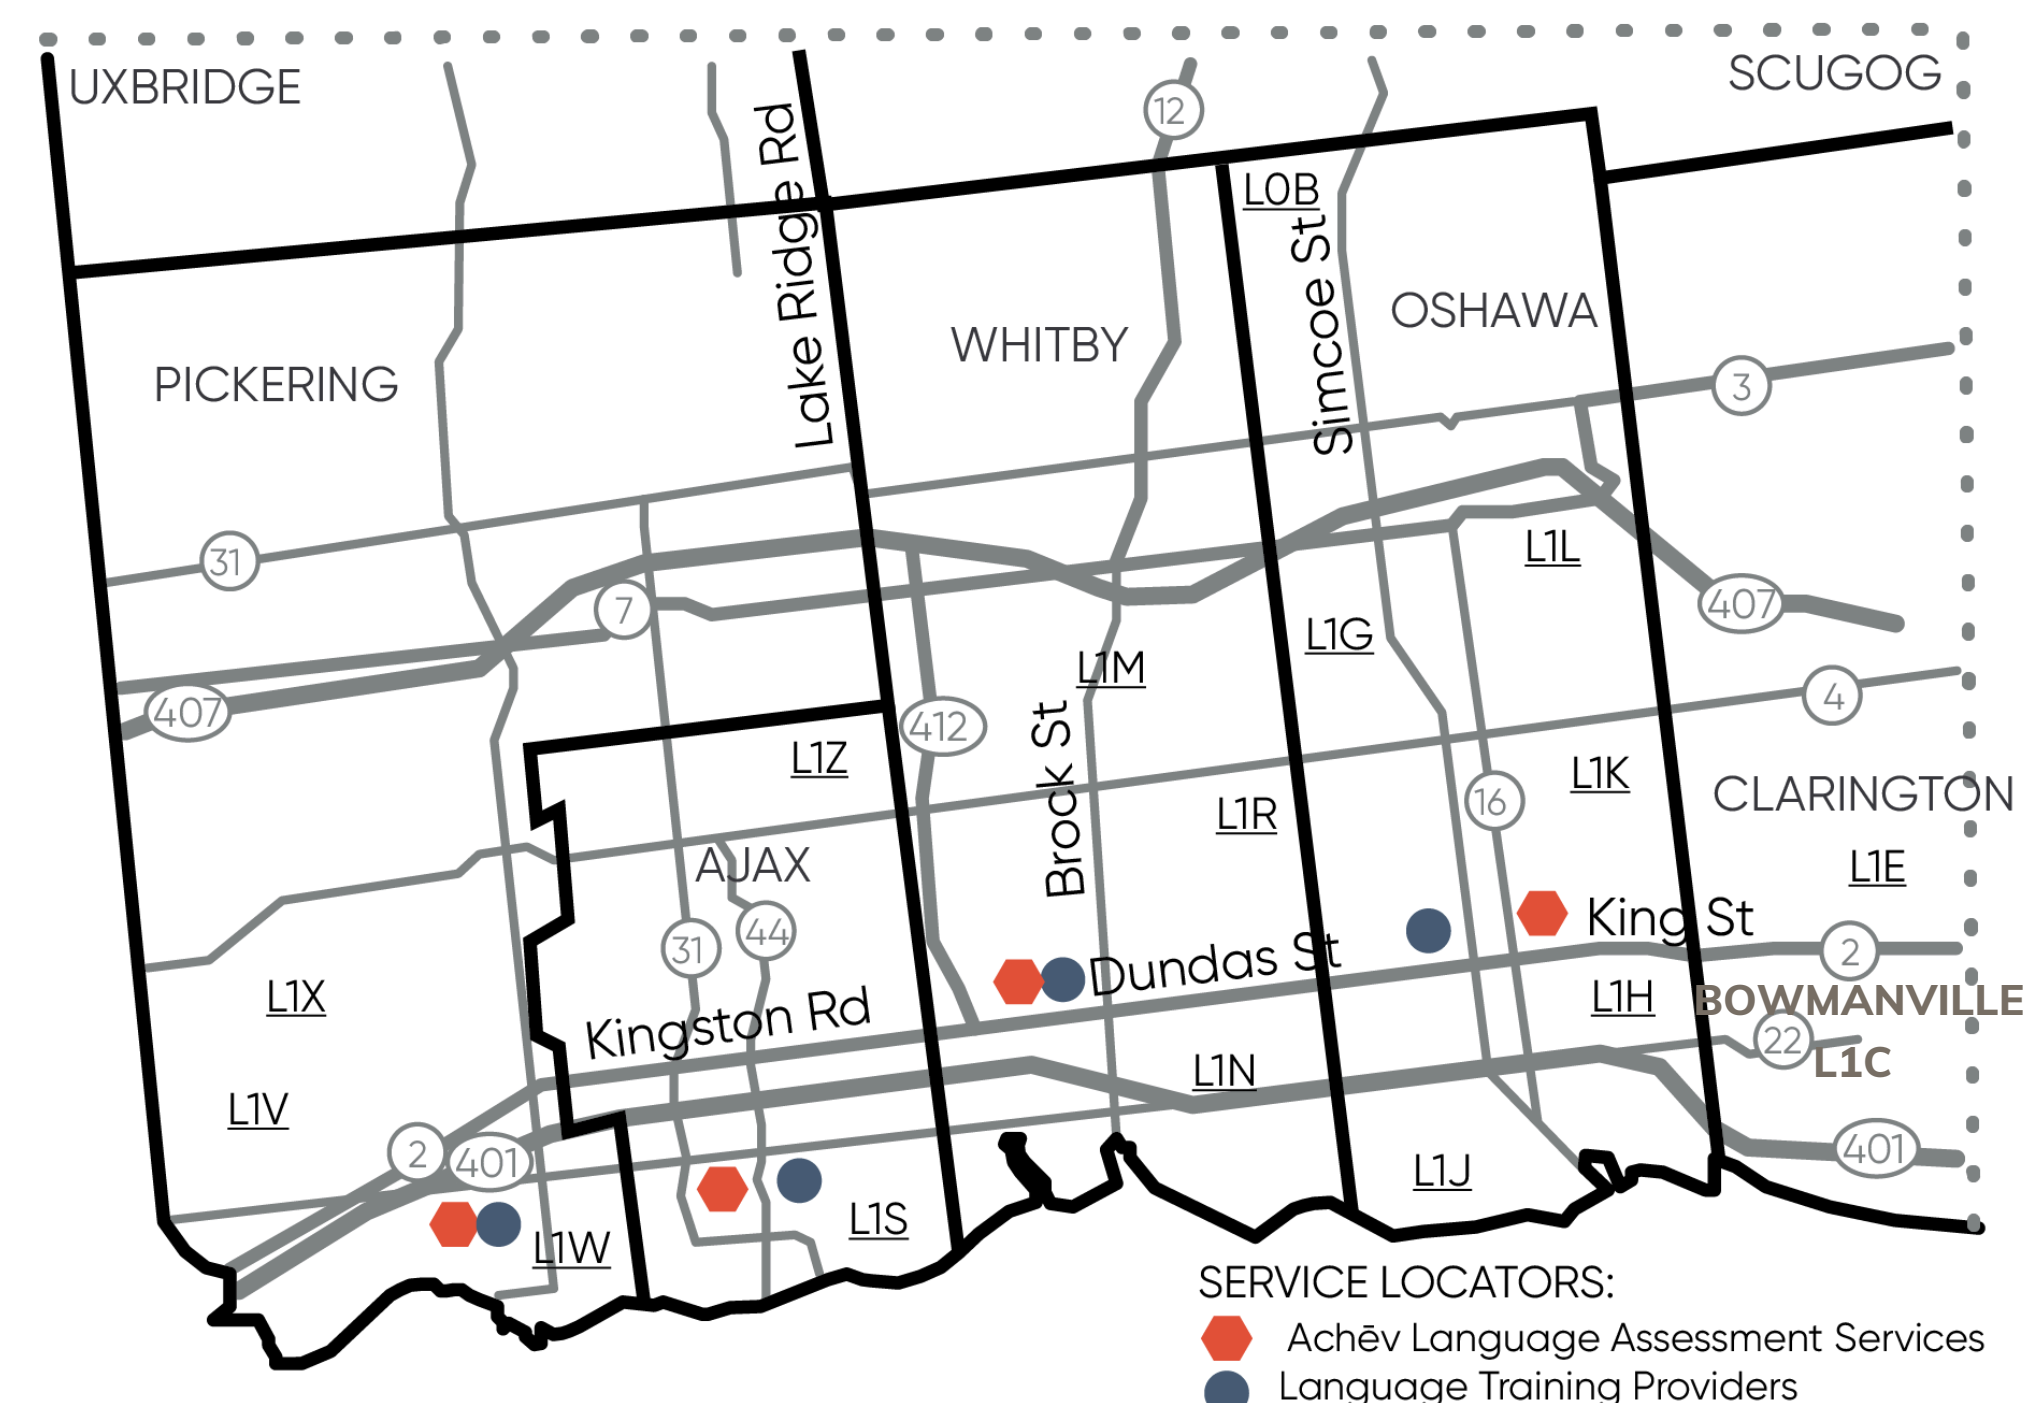 UXBRIDGE
SCUGOG
12
Lake Ridge Rd
L0B
Simcoe St
OSHAWA
WHITBY
PICKERING
3
31
L1L
7
407
L1G
L1M
4
407
412
L1Z
Brock St
L1K
CLARINGTON
16
L1R
AJAX
L1E
King St
44
31
2
Dundas St
L1X
L1H
BOWMANVILLE
Kingston Rd
22
L1C
L1N
L1V
2
401
401
L1J
L1S
L1W
SERVICE LOCATORS:
Achēv Language Assessment Services
Language Training Providers